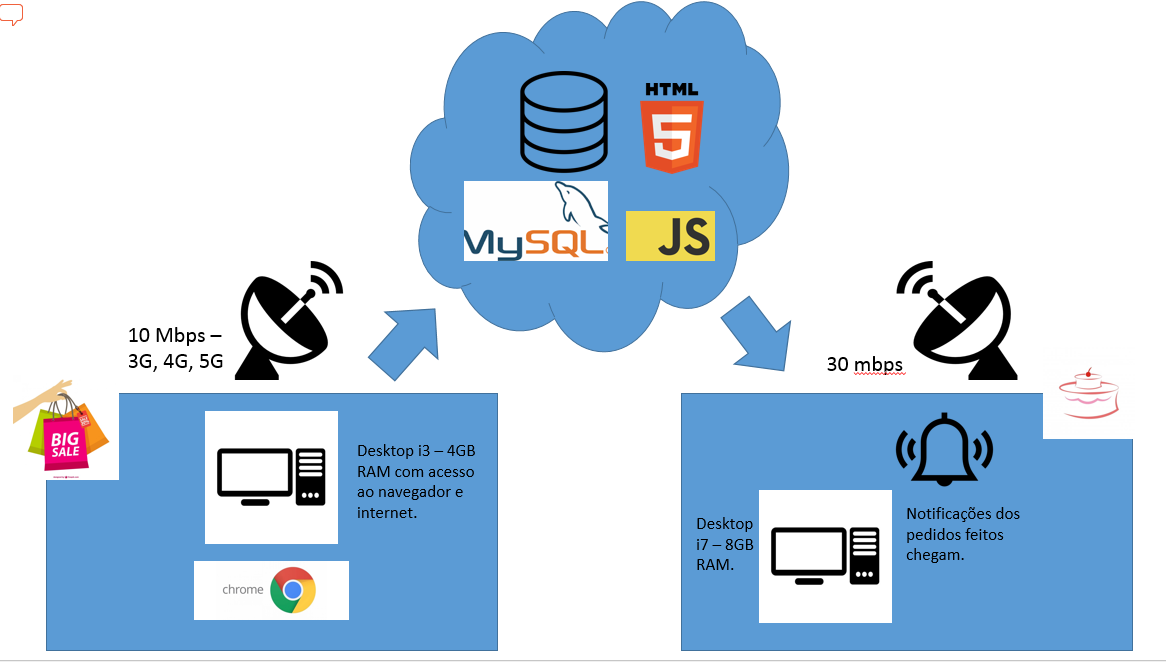 HTML
5
MySQL
JS
10 Mbps –
3G, 4G, 5G
30 mbps
BIG
SALE
Desktop i3 – 4GB
RAM com acesso
ao navegador e
internet.
chrome
Desktop
i7 – 8GB
RAM.
Notificações dos
pedidos feitos
chegam.